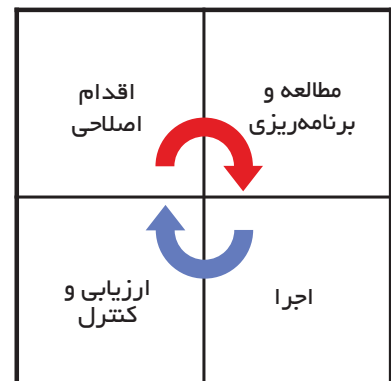 مطالعه و
برنامه‌ریزی
اقدام
اصلاحی
اجرا
ارزیابی و
کنترل